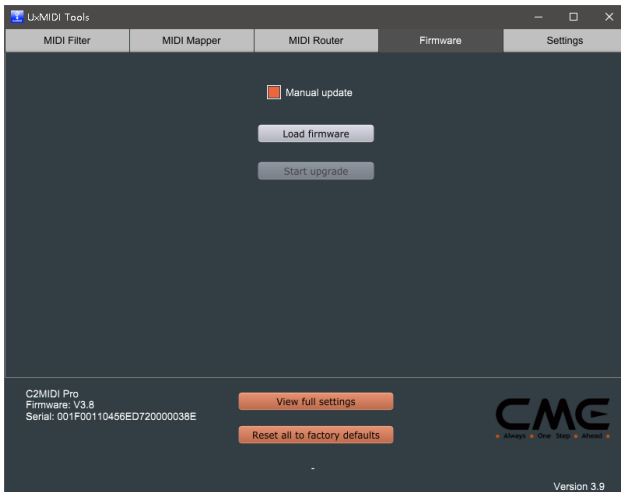 UxMIDI Tools
MIDI Filter
MIDI Mapper
MIDI Router
Firmware
Settings
Manual update
Load firmware
Start upgrade
C2MIDI Pro
Firmware: V3.8
Serial: 001F00110456ED720000038E
View full settings
Reset all to factory defaults
CME
Always One Step Ahead
-
Version 3.9